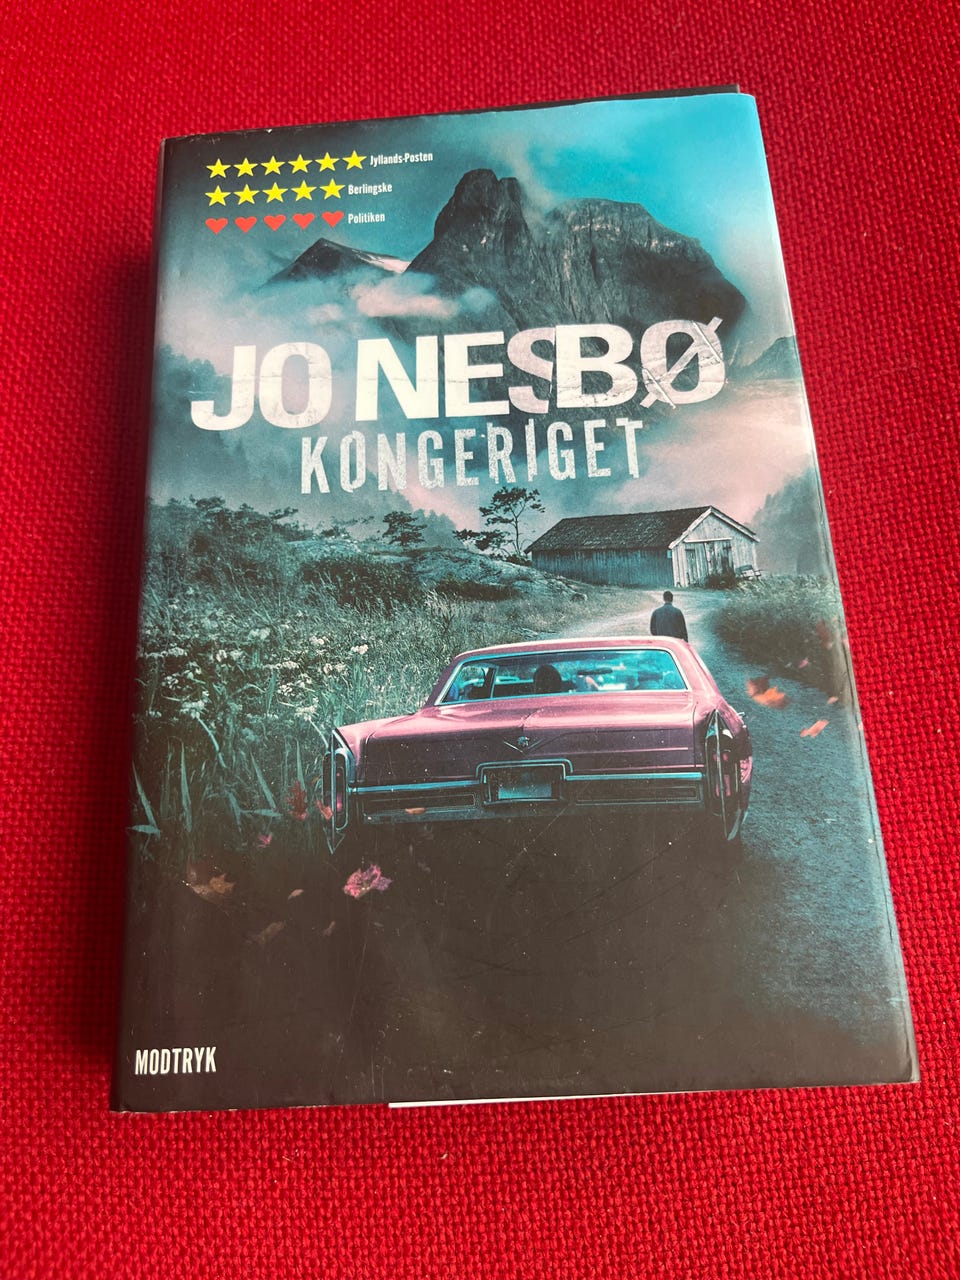 Jyllands-Posten
Berlingske
Politiken
JO NESBØ
KONGERIGET
MODTRYK